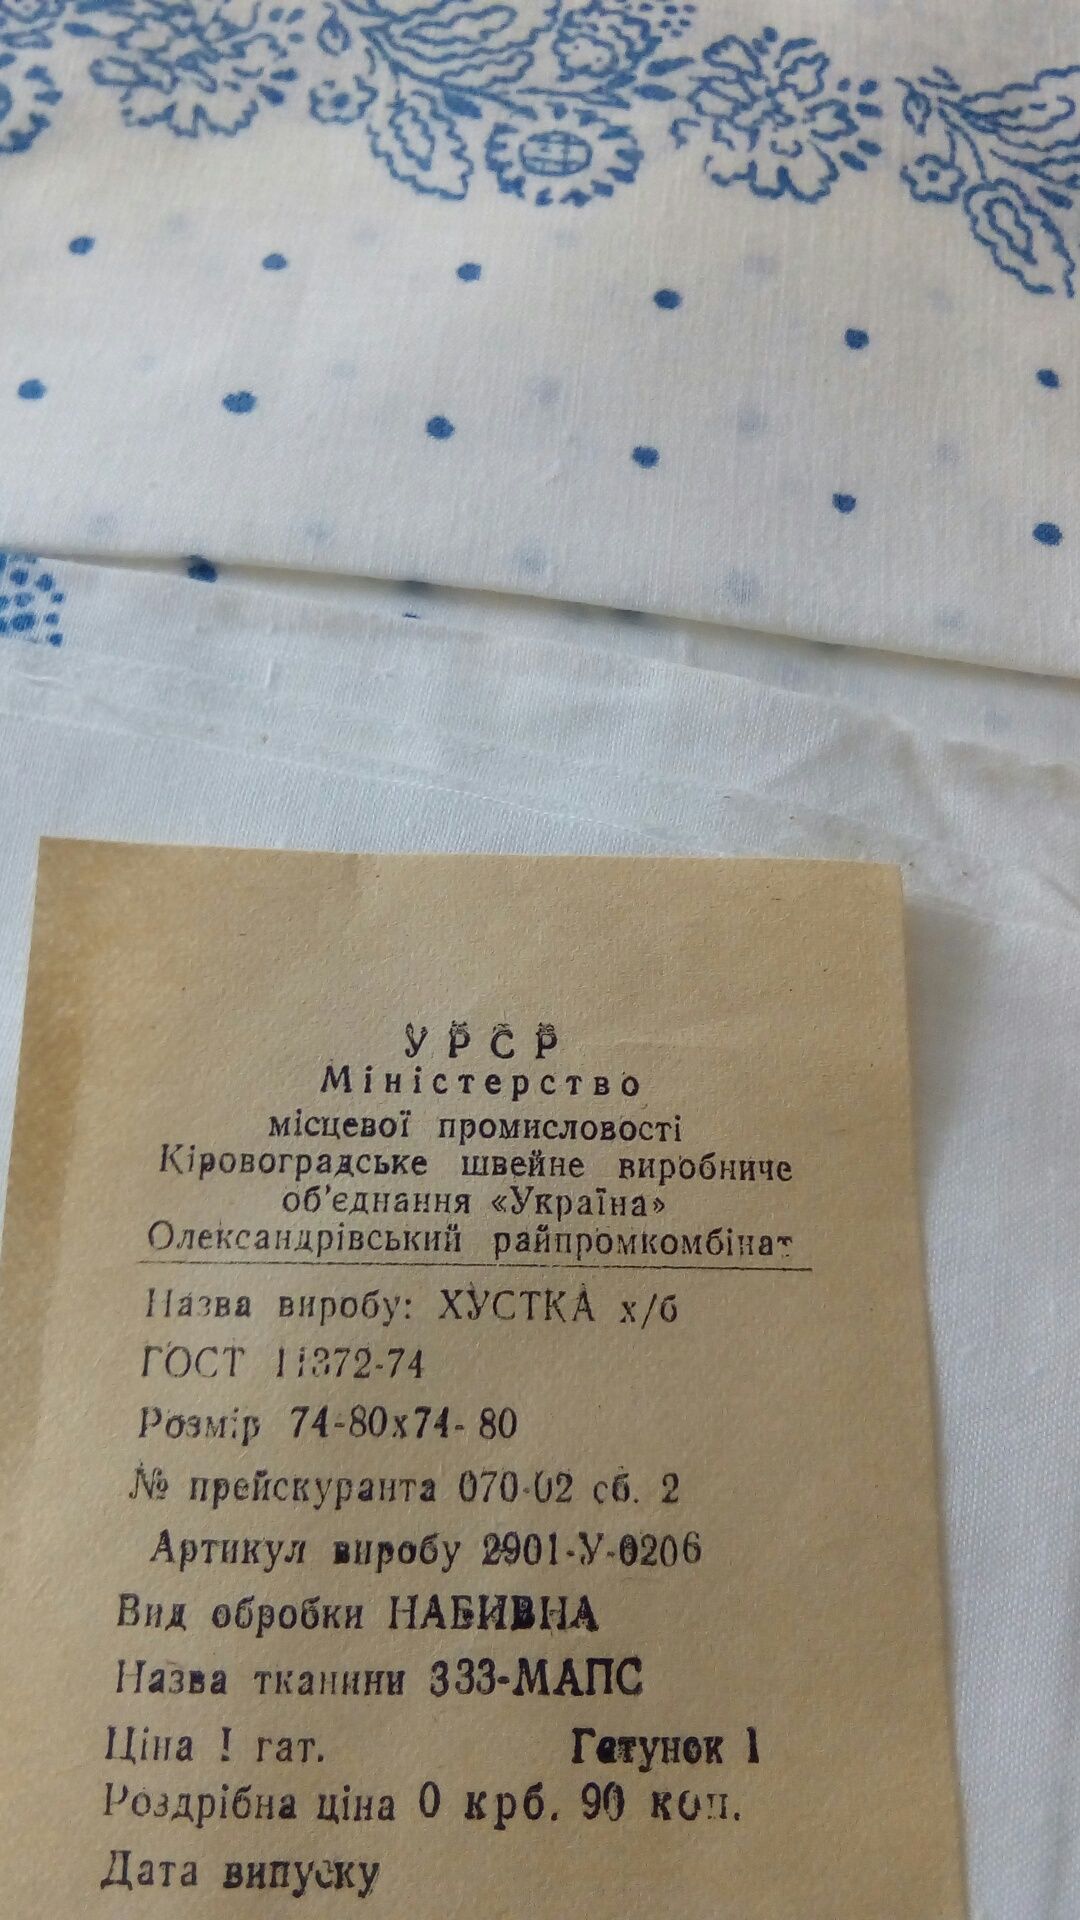 УРСР
Міністерство
місцевої промисловості
Кіровоградське швейне виробниче
об'єднання «Україна»
Олександрівський райпромкомбінат
Назва виробу: ХУСТКА х/б
ГОСТ 11372-74
Розмір 74-80х74-80
№ прейскуранта 070-02 сб. 2
Артикул виробу 2901-У-0206
Вид обробки НАБИВНА
Назва тканини 333-МАПС
Ціна 1 гат. Гатунок 1
Роздрібна ціна 0 крб. 90 коп.
Дата випуску